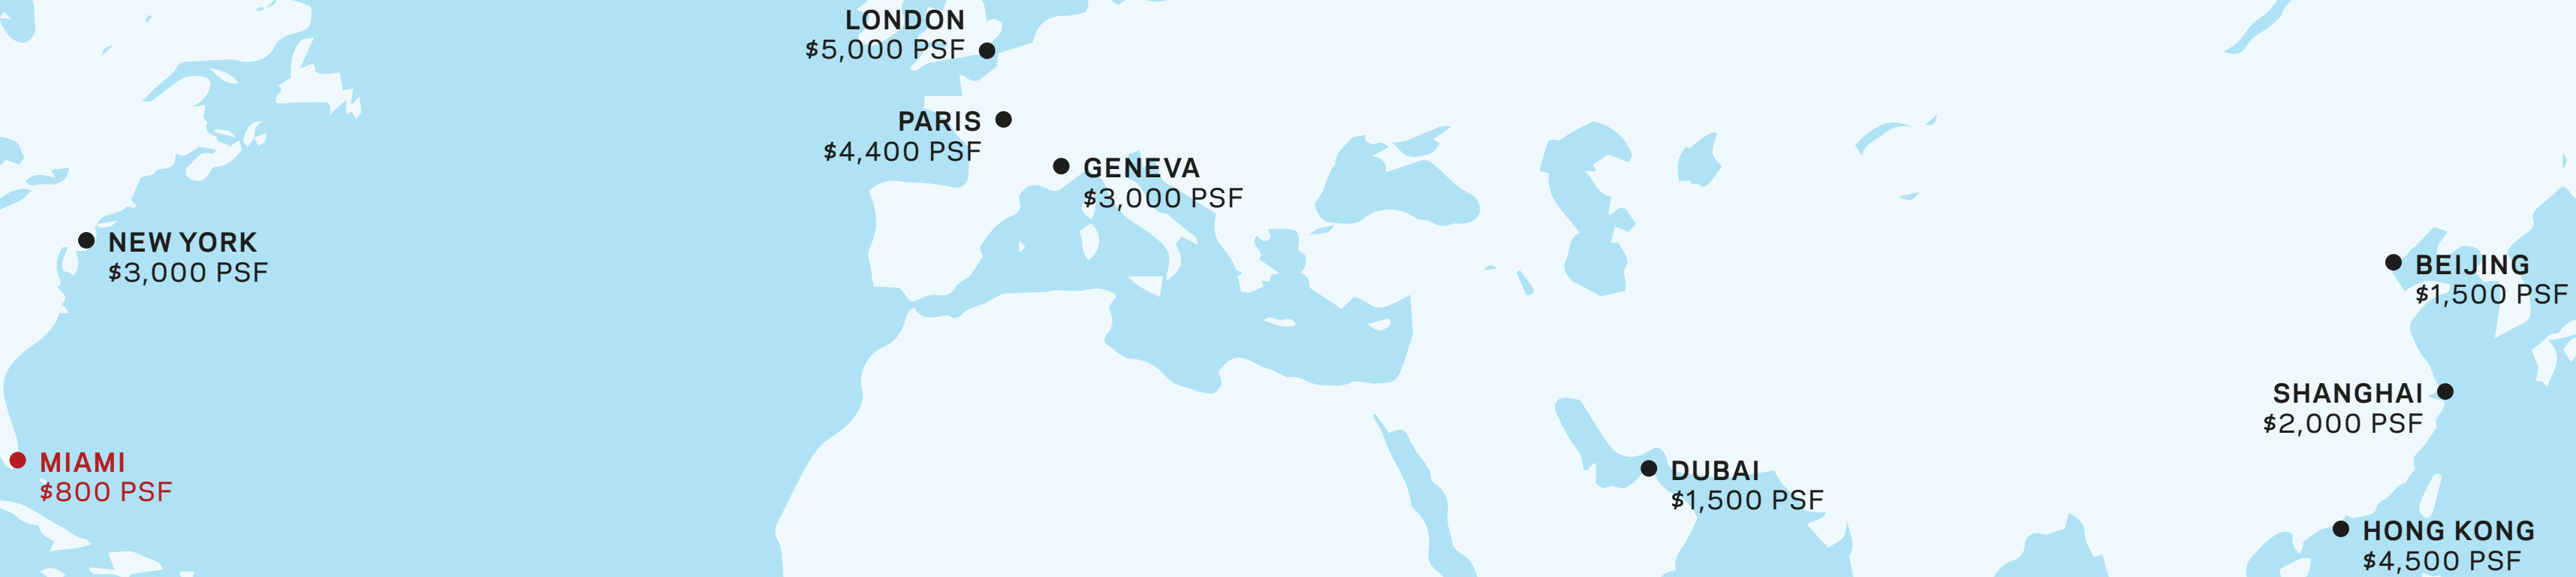 LONDON
$5,000 PSF
PARIS
$4,400 PSF
GENEVA
$3,000 PSF
NEW YORK
$3,000 PSF
BEIJING
$1,500 PSF
SHANGHAI
$2,000 PSF
MIAMI
$800 PSF
DUBAI
$1,500 PSF
HONG KONG
$4,500 PSF